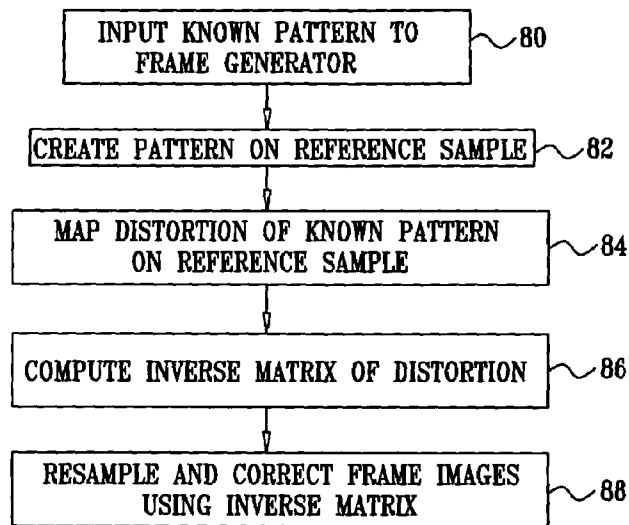 INPUT KNOWN PATTERN TO
FRAME GENERATOR
80
CREATE PATTERN ON REFERENCE SAMPLE
82
MAP DISTORTION OF KNOWN PATTERN
ON REFERENCE SAMPLE
84
COMPUTE INVERSE MATRIX OF DISTORTION
86
RESAMPLE AND CORRECT FRAME IMAGES
USING INVERSE MATRIX
88